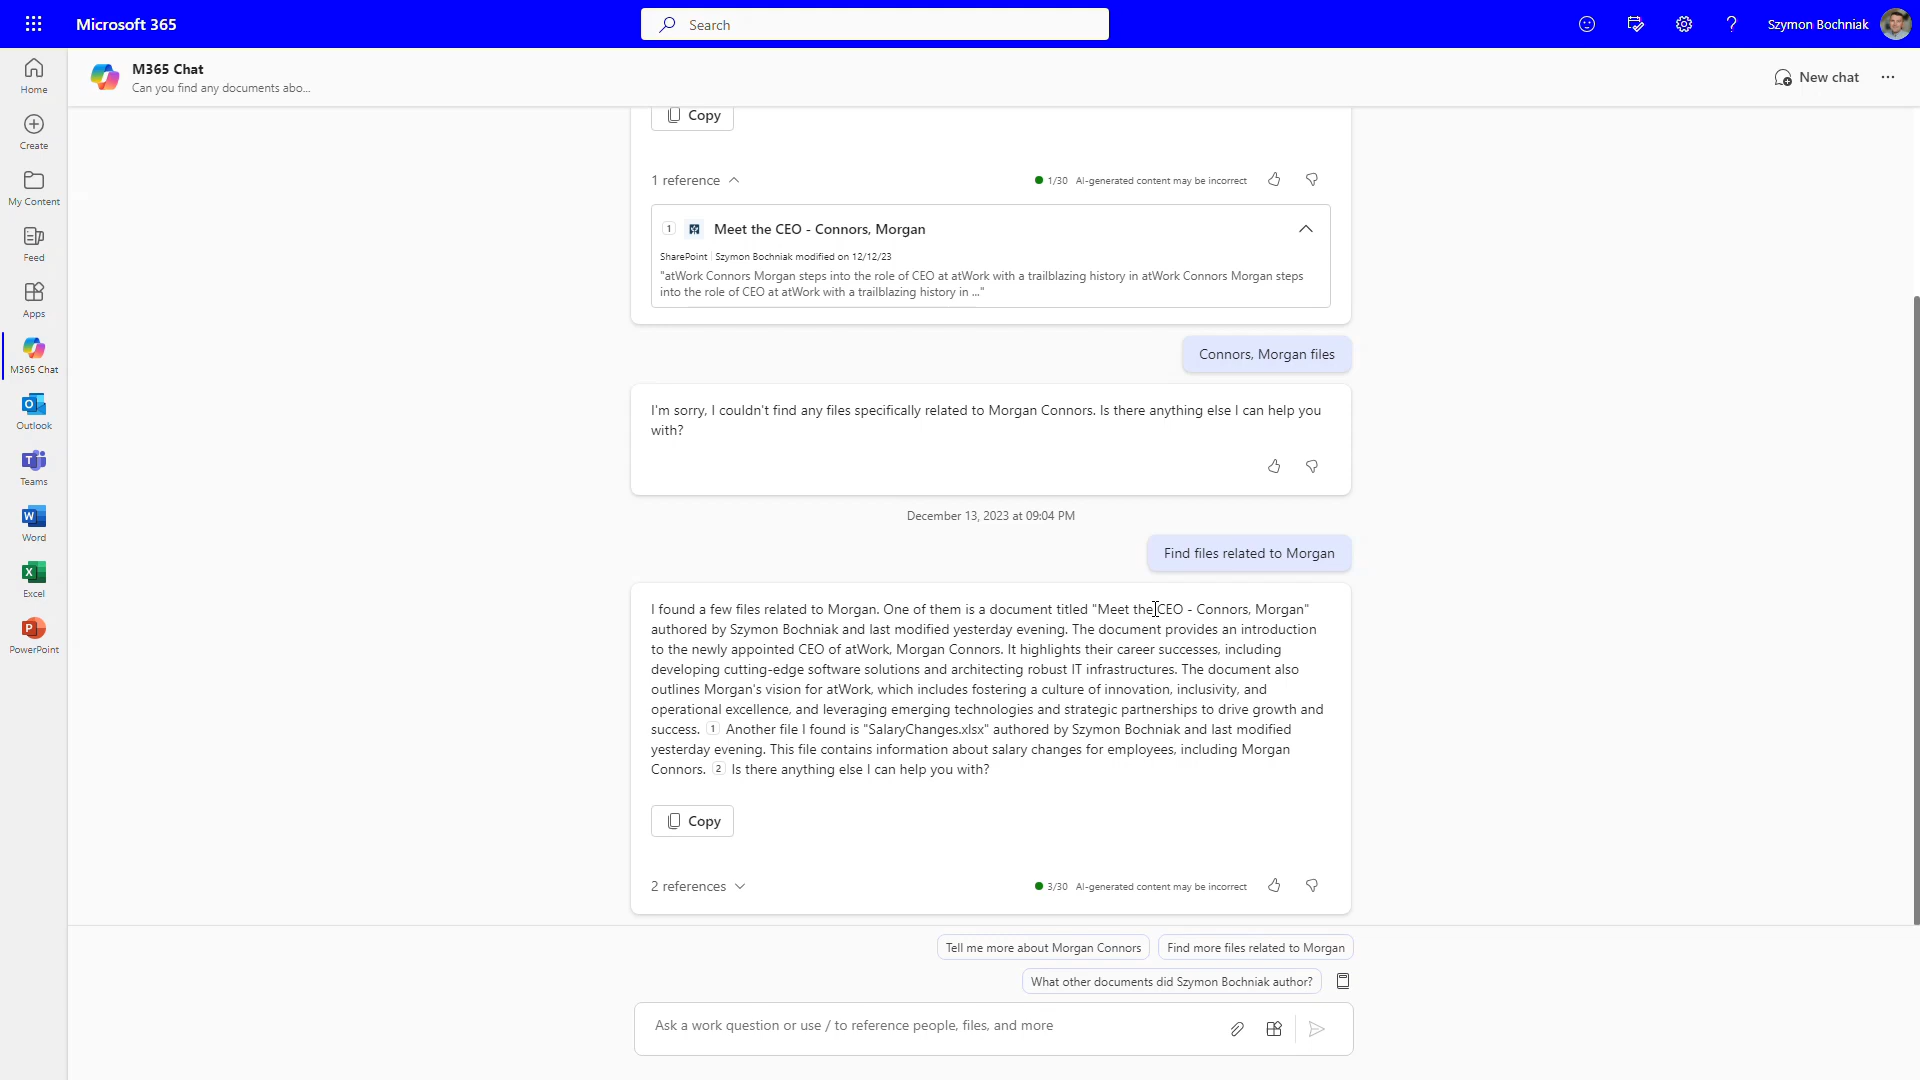 Microsoft 365
Search
Szymon Bochniak
Home
Create
My Content
Feed
Apps
M365 Chat
Outlook
Teams
Word
Excel
PowerPoint
M365 Chat
Can you find any documents abo...
New chat
Copy
1 reference
1/30 AI-generated content may be incorrect
1 Meet the CEO - Connors, Morgan
SharePoint | Szymon Bochniak modified on 12/12/23
"atWork Connors Morgan steps into the role of CEO at atWork with a trailblazing history in atWork Connors Morgan steps
into the role of CEO at atWork with a trailblazing history in ..."
Connors, Morgan files
I'm sorry, I couldn't find any files specifically related to Morgan Connors. Is there anything else I can help you
with?
December 13, 2023 at 09:04 PM
Find files related to Morgan
I found a few files related to Morgan. One of them is a document titled "Meet the CEO - Connors, Morgan"
authored by Szymon Bochniak and last modified yesterday evening. The document provides an introduction
to the newly appointed CEO of atWork, Morgan Connors. It highlights their career successes, including
developing cutting-edge software solutions and architecting robust IT infrastructures. The document also
outlines Morgan's vision for atWork, which includes fostering a culture of innovation, inclusivity, and
operational excellence, and leveraging emerging technologies and strategic partnerships to drive growth and
success. 1 Another file I found is "SalaryChanges.xlsx" authored by Szymon Bochniak and last modified
yesterday evening. This file contains information about salary changes for employees, including Morgan
Connors. 2 Is there anything else I can help you with?
Copy
2 references
3/30 AI-generated content may be incorrect
Tell me more about Morgan Connors
Find more files related to Morgan
What other documents did Szymon Bochniak author?
Ask a work question or use / to reference people, files, and more